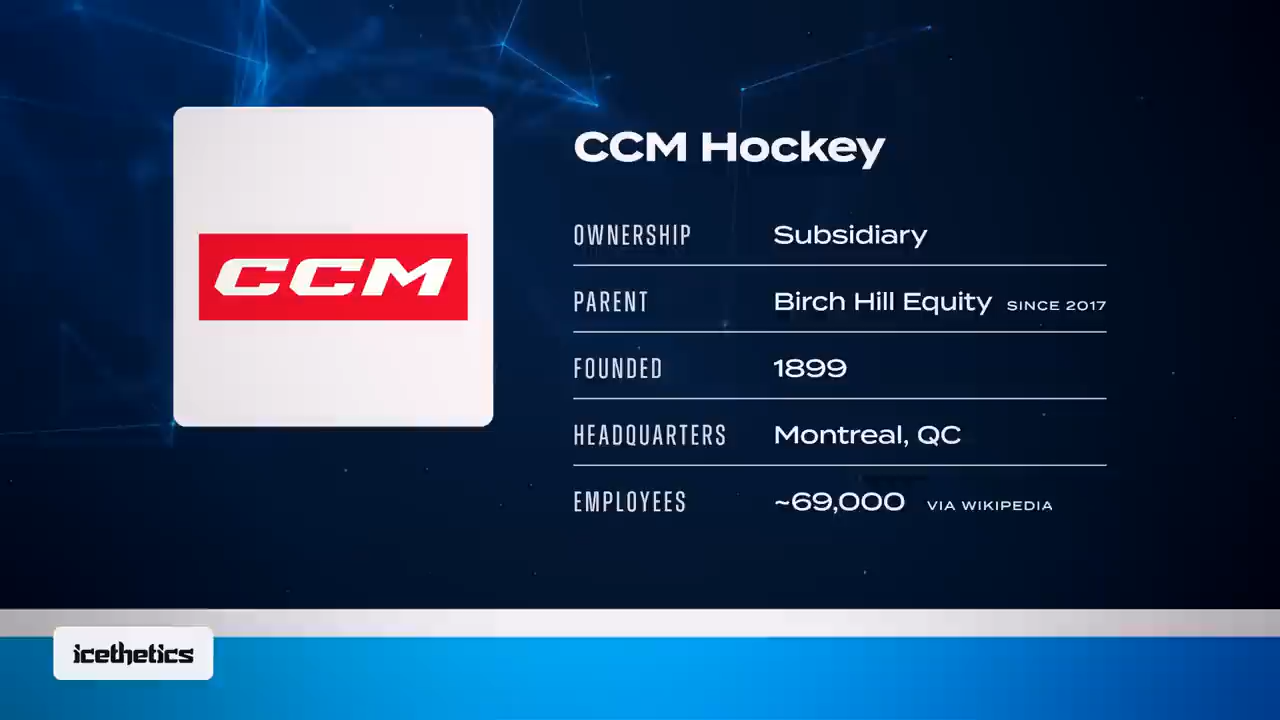 CCM
CCM Hockey
OWNERSHIP Subsidiary
PARENT Birch Hill Equity SINCE 2017
FOUNDED 1899
HEADQUARTERS Montreal, QC
EMPLOYEES ~69,000 VIA WIKIPEDIA
icethetics